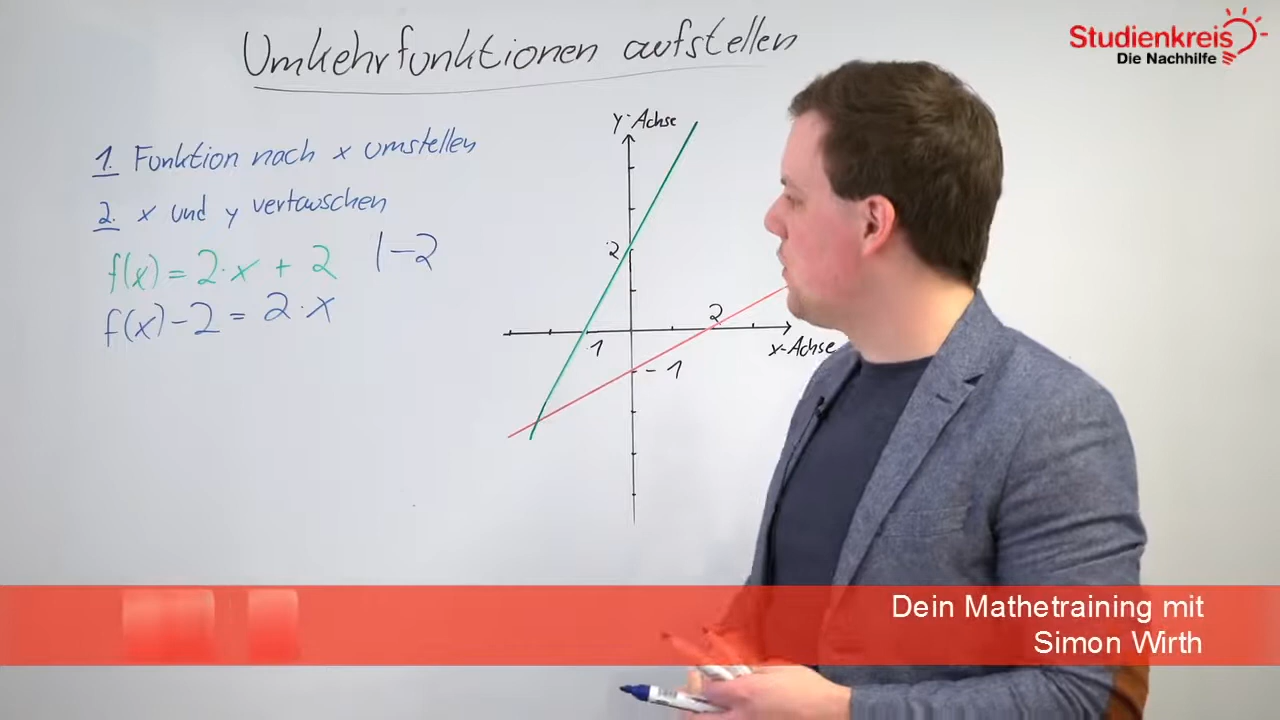 Umkehrfunktionen aufstellen
Studienkreis
Die Nachhilfe
1. Funktion nach x umstellen
2. x und y vertauschen
f(x) = 2·x + 2 |-2
f(x)-2 = 2·x
y-Achse
2
2
1
x-Achse
-1
Dein Mathetraining mit
Simon Wirth